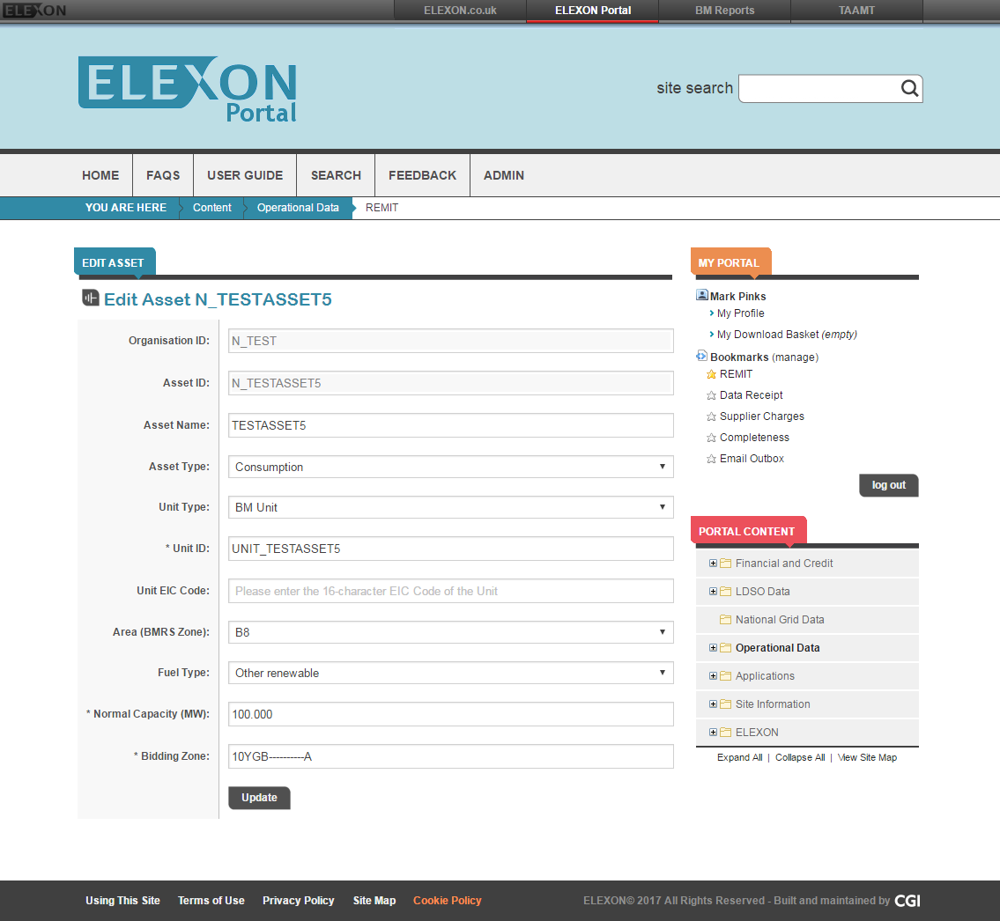 ELEXON
ELEXON.co.uk
ELEXON Portal
BM Reports
TAAMT
ELEXON
Portal
site search
HOME
FAQS
USER GUIDE
SEARCH
FEEDBACK
ADMIN
YOU ARE HERE
Content
Operational Data
REMIT
EDIT ASSET
Edit Asset N_TESTASSET5
Organisation ID: N_TEST
Asset ID: N_TESTASSET5
Asset Name: TESTASSET5
Asset Type: Consumption
Unit Type: BM Unit
* Unit ID: UNIT_TESTASSET5
Unit EIC Code: Please enter the 16-character EIC Code of the Unit
Area (BMRS Zone): B8
Fuel Type: Other renewable
* Normal Capacity (MW): 100.000
* Bidding Zone: 10YGB----------A
Update
MY PORTAL
Mark Pinks
My Profile
My Download Basket (empty)
Bookmarks (manage)
REMIT
Data Receipt
Supplier Charges
Completeness
Email Outbox
log out
PORTAL CONTENT
Financial and Credit
LDSO Data
National Grid Data
Operational Data
Applications
Site Information
ELEXON
Expand All | Collapse All | View Site Map
Using This Site
Terms of Use
Privacy Policy
Site Map
Cookie Policy
ELEXON© 2017 All Rights Reserved - Built and maintained by CGI